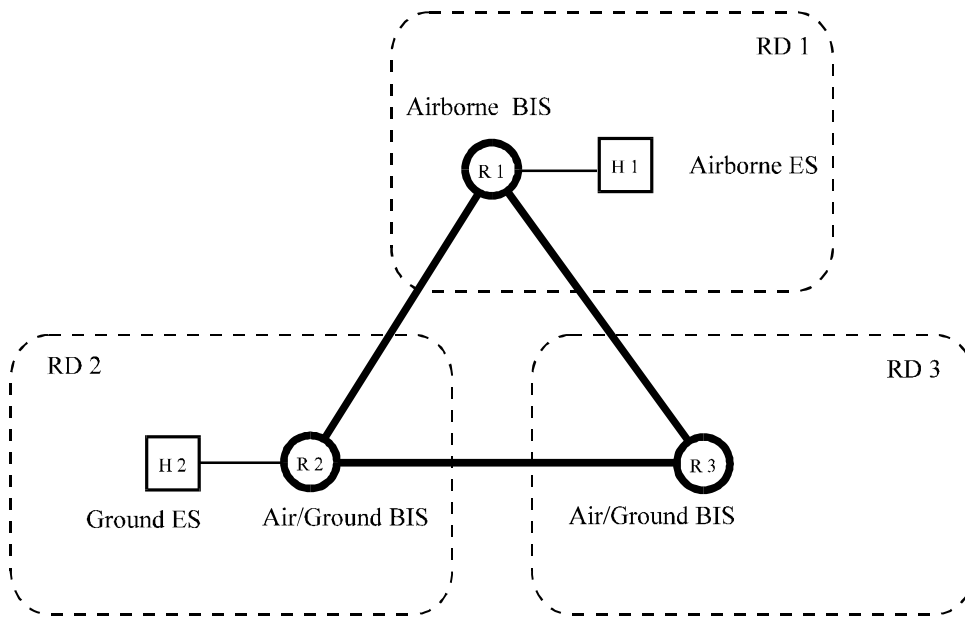 RD 1
Airborne BIS
R 1
H 1
Airborne ES
RD 2
RD 3
H 2
R 2
R 3
Ground ES
Air/Ground BIS
Air/Ground BIS